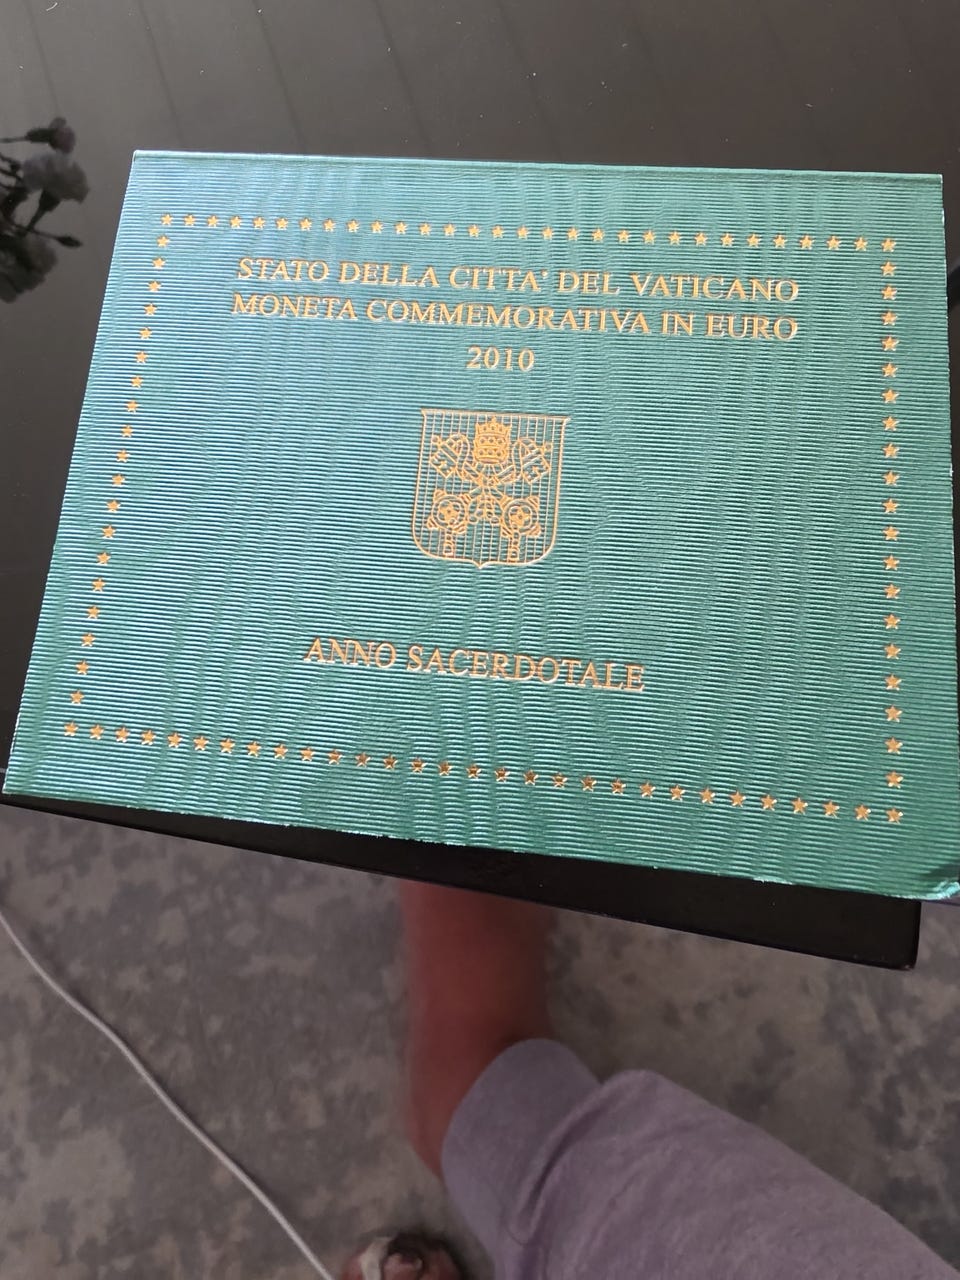 STATO DELLA CITTA' DEL VATICANO
MONETA COMMEMORATIVA IN EURO
2010
ANNO SACERDOTALE